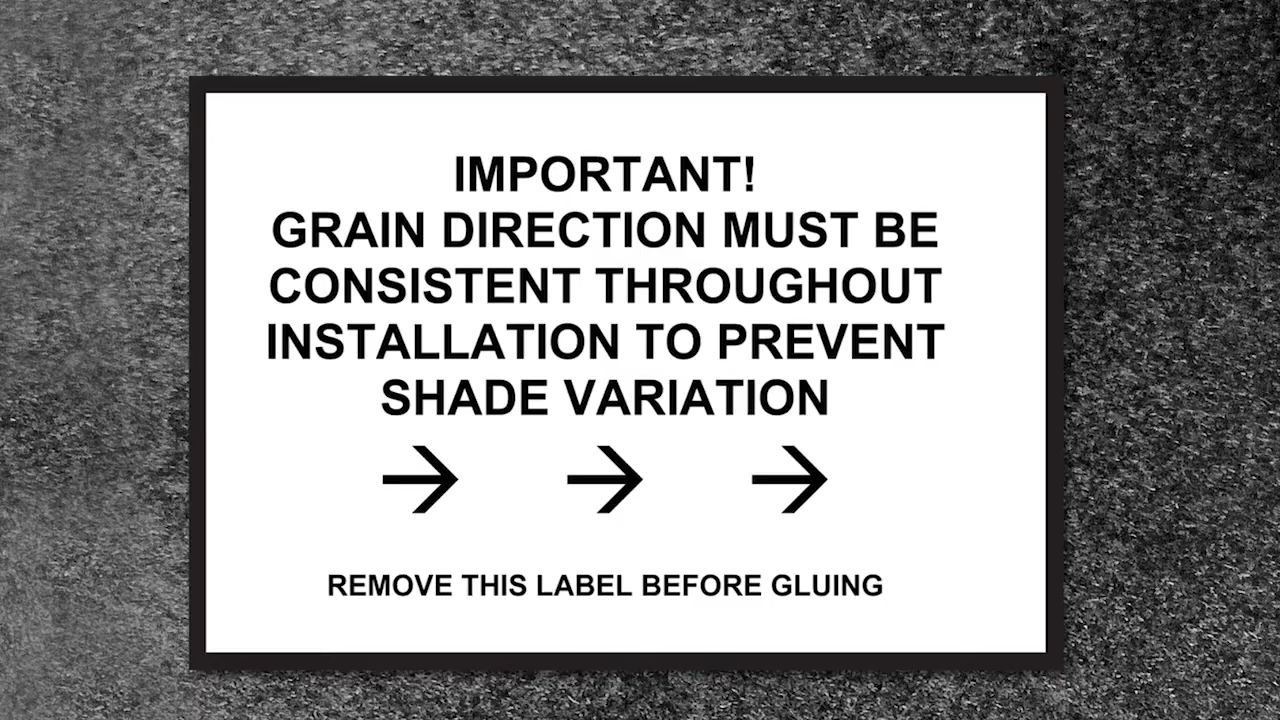 IMPORTANT!
GRAIN DIRECTION MUST BE
CONSISTENT THROUGHOUT
INSTALLATION TO PREVENT
SHADE VARIATION
→ → →
REMOVE THIS LABEL BEFORE GLUING